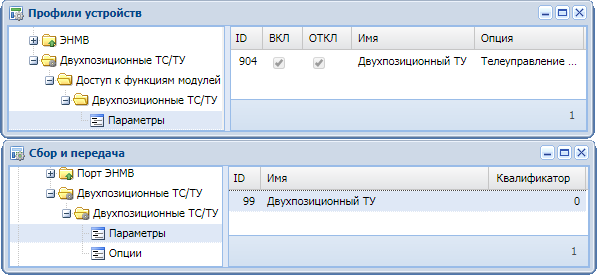 Профили устройств
ЭНМВ
Двухпозиционные ТС/ТУ
Доступ к функциям модулей
Двухпозиционные ТС/ТУ
Параметры
ID ВКЛ ОТКЛ Имя Опция
904 Двухпозиционный ТУ Телеуправление ...
1
Сбор и передача
Порт ЭНМВ
Двухпозиционные ТС/ТУ
Двухпозиционные ТС/ТУ
Параметры
Опции
ID Имя Квалификатор
99 Двухпозиционный ТУ 0
1